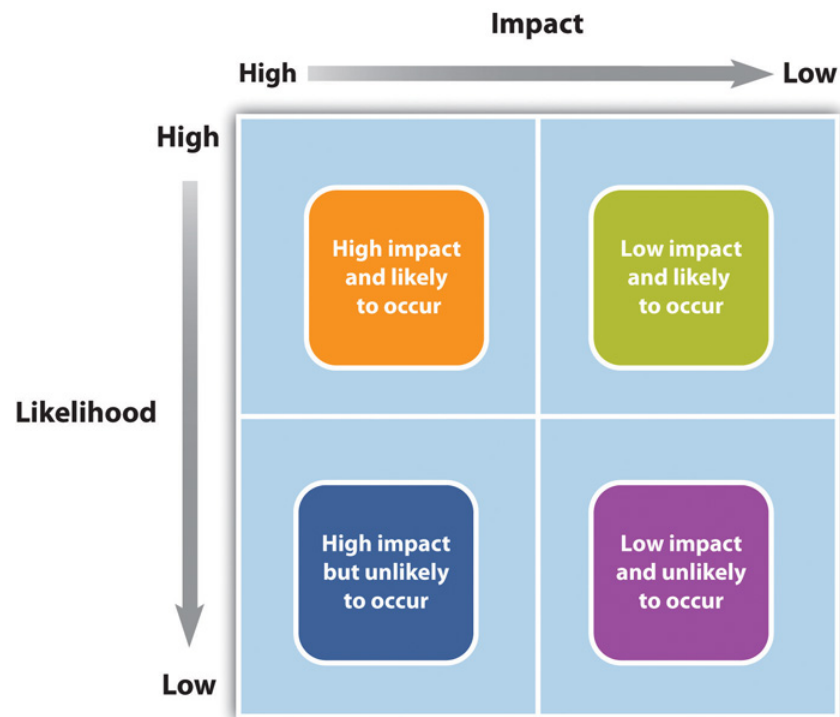 Impact
High
Low
High
High impact
and likely
to occur
Low impact
and likely
to occur
Likelihood
High impact
but unlikely
to occur
Low impact
and unlikely
to occur
Low